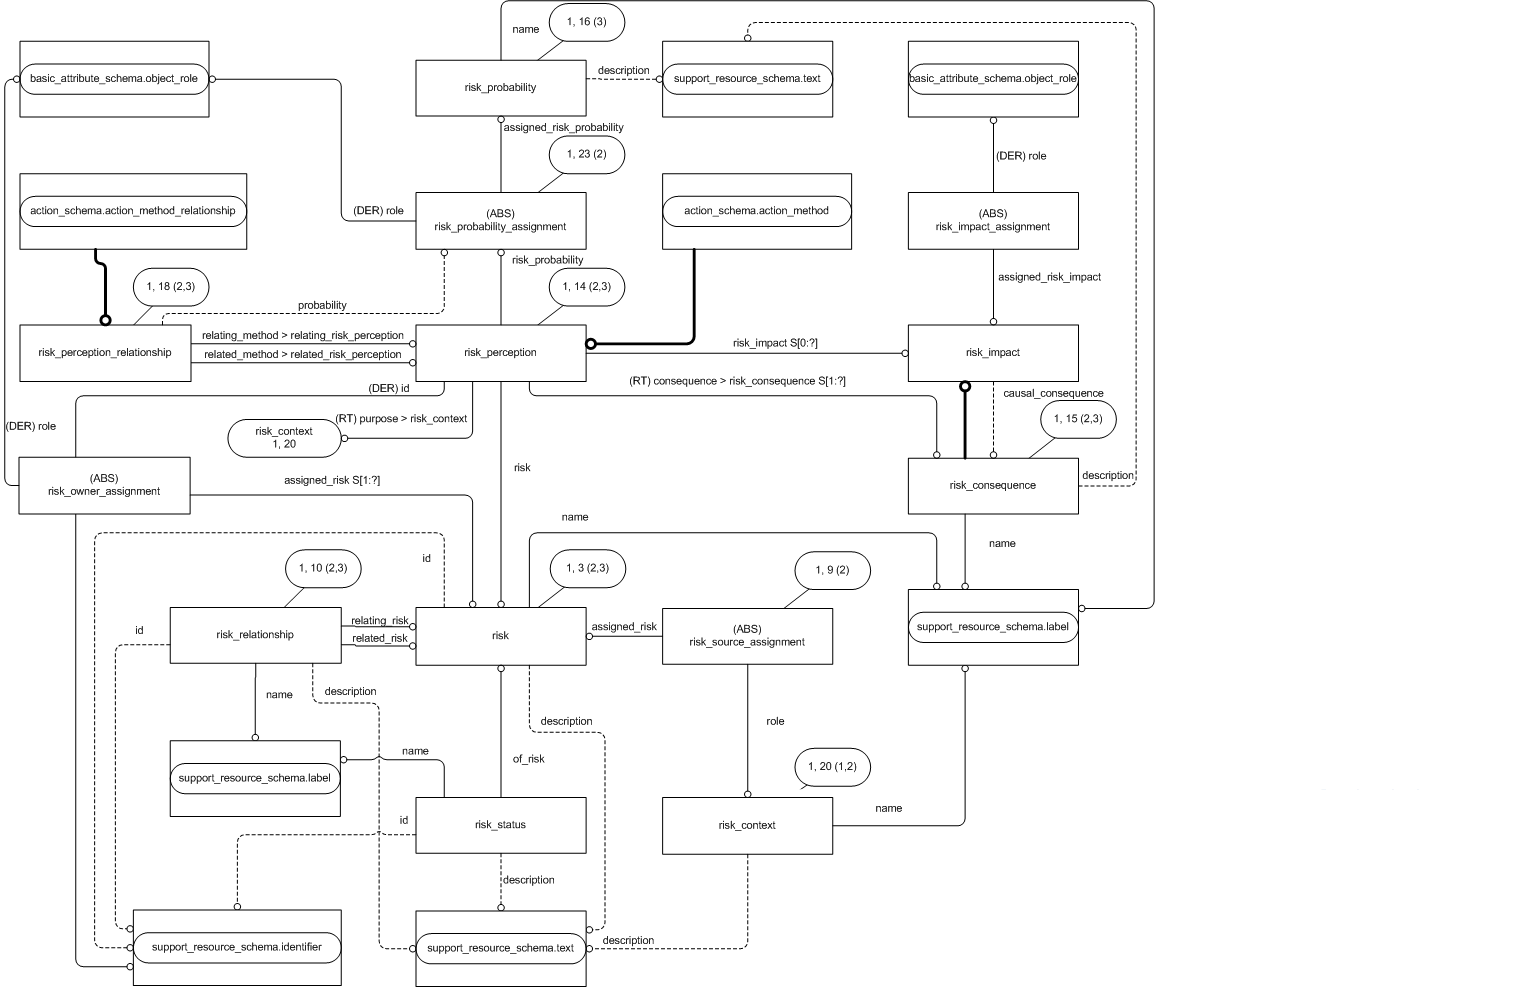 name
1, 16 (3)
basic_attribute_schema.object_role
risk_probability
description
support_resource_schema.text
basic_attribute_schema.object_role
assigned_risk_probability
1, 23 (2)
(DER) role
action_schema.action_method_relationship
(DER) role
(ABS)
risk_probability_assignment
action_schema.action_method
(ABS)
risk_impact_assignment
risk_probability
assigned_risk_impact
1, 18 (2,3)
1, 14 (2,3)
probability
relating_method > relating_risk_perception
risk_perception_relationship
related_method > related_risk_perception
risk_perception
risk_impact S[0:?]
risk_impact
(DER) id
(RT) consequence > risk_consequence S[1:?]
causal_consequence
(DER) role
(RT) purpose > risk_context
risk_context
1, 20
1, 15 (2,3)
risk
(ABS)
risk_owner_assignment
assigned_risk S[1:?]
risk_consequence
description
name
name
id
1, 10 (2,3)
1, 3 (2,3)
1, 9 (2)
id
risk_relationship
relating_risk
related_risk
risk
assigned_risk
(ABS)
risk_source_assignment
support_resource_schema.label
name
description
description
role
name
of_risk
support_resource_schema.label
1, 20 (1,2)
id
risk_status
risk_context
name
description
support_resource_schema.identifier
support_resource_schema.text
description